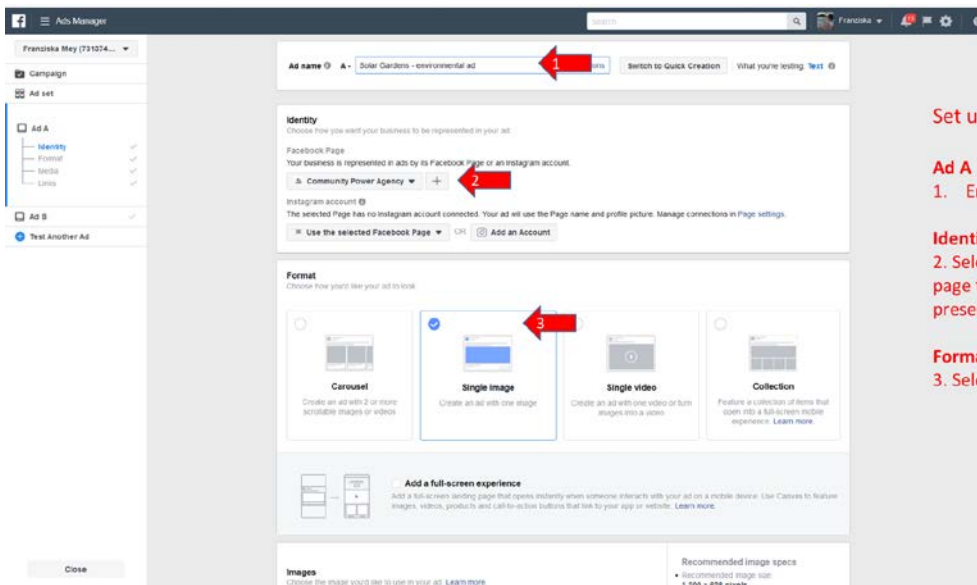 Ads Manager
Search
Franziska
Franziska Mey (731074...
Campaign
Ad set
Ad A
Identity
Format
Media
Links
Ad B
Test Another Ad
Close
Ad name A - Solar Gardens - environmental ad
1
Switch to Quick Creation
What you're testing: Text
Identity
Choose how you want your business to be represented in your ad.
Facebook Page
Your business is represented in ads by its Facebook Page or an Instagram account.
Community Power Agency
2
Instagram account
The selected Page has no Instagram account connected. Your ad will use the Page name and profile picture. Manage connections in Page settings.
Use the selected Facebook Page OR Add an Account
Format
Choose how you'd like your ad to look.
3
Carousel
Create an ad with 2 or more
scrollable images or videos
Single image
Create an ad with one image
Single video
Create an ad with one video or turn
images into a video
Collection
Feature a collection of items that
open into a full-screen mobile
experience. Learn more.
Add a full-screen experience
Add a full-screen landing page that opens instantly when someone interacts with your ad on a mobile device. Use Canvas to feature
images, videos, products and call-to-action buttons that link to your app or website. Learn more.
Images
Choose the image you'd like to use in your ad. Learn more.
Recommended image specs
Recommended image size:
pixels
Set u
Ad A
1. E
Identi
2. Sel
page
prese
Forma
3. Sel